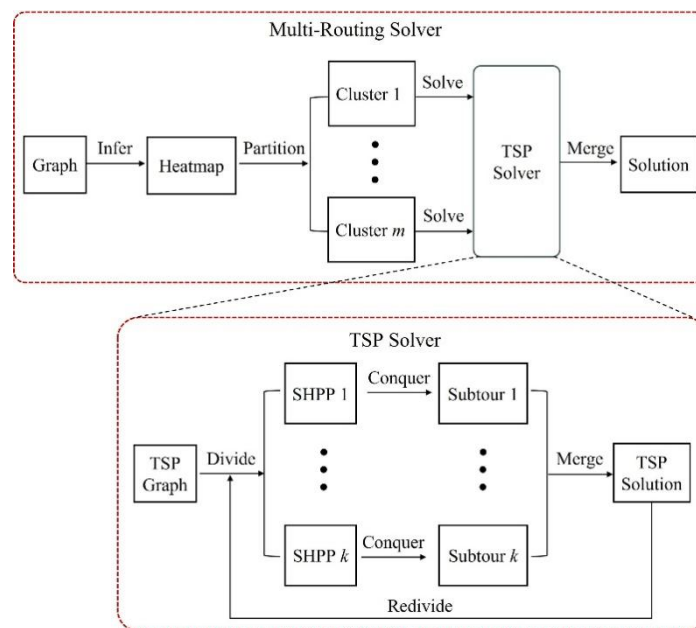 Multi-Routing Solver
Cluster 1
Solve
Graph
Infer
Heatmap
Partition
TSP
Solver
Merge
Solution
Cluster m
Solve
TSP Solver
SHPP 1
Conquer
Subtour 1
TSP
Graph
Divide
Merge
TSP
Solution
SHPP k
Conquer
Subtour k
Redivide